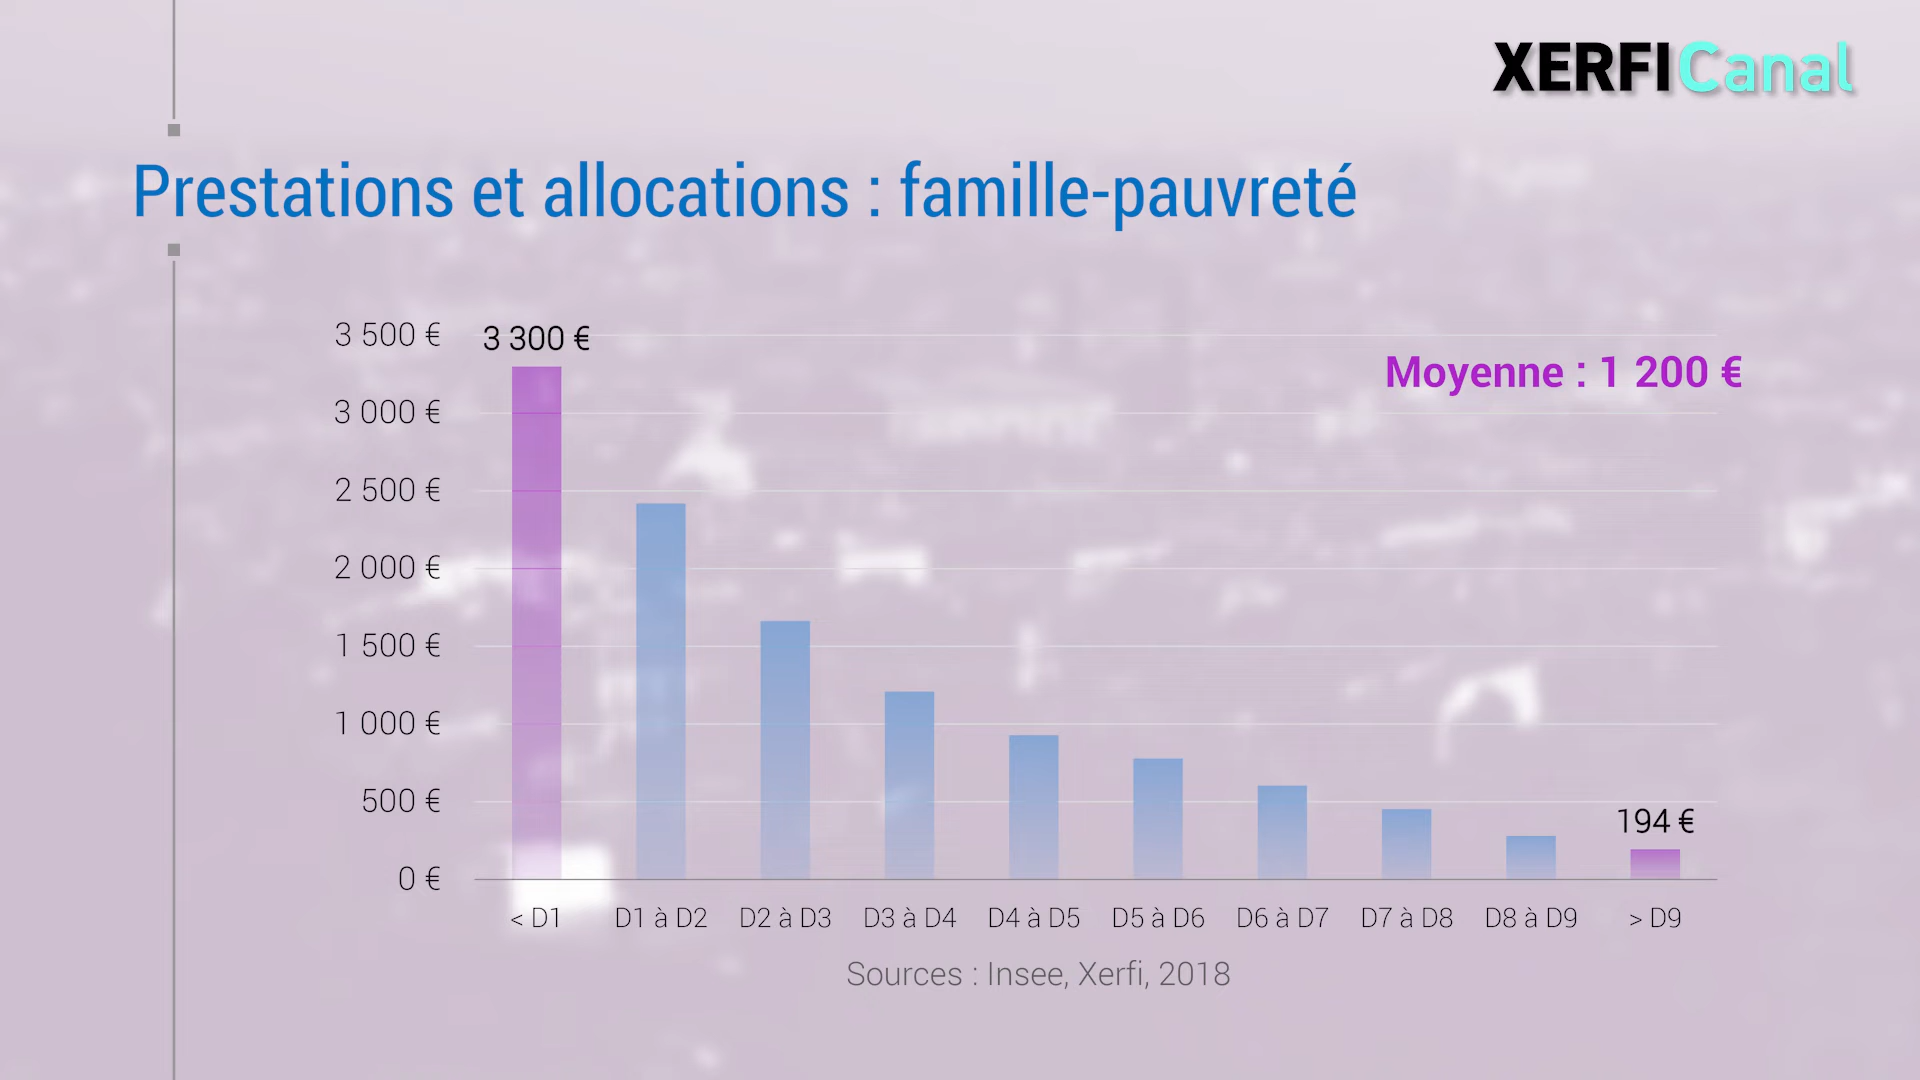 XERFI Canal
Prestations et allocations : famille-pauvreté
3 500 €
3 300 €
Moyenne : 1 200 €
3 000 €
2 500 €
2 000 €
1 500 €
1 000 €
500 €
194 €
0 €
< D1 D1 à D2 D2 à D3 D3 à D4 D4 à D5 D5 à D6 D6 à D7 D7 à D8 D8 à D9 > D9
Sources : Insee, Xerfi, 2018